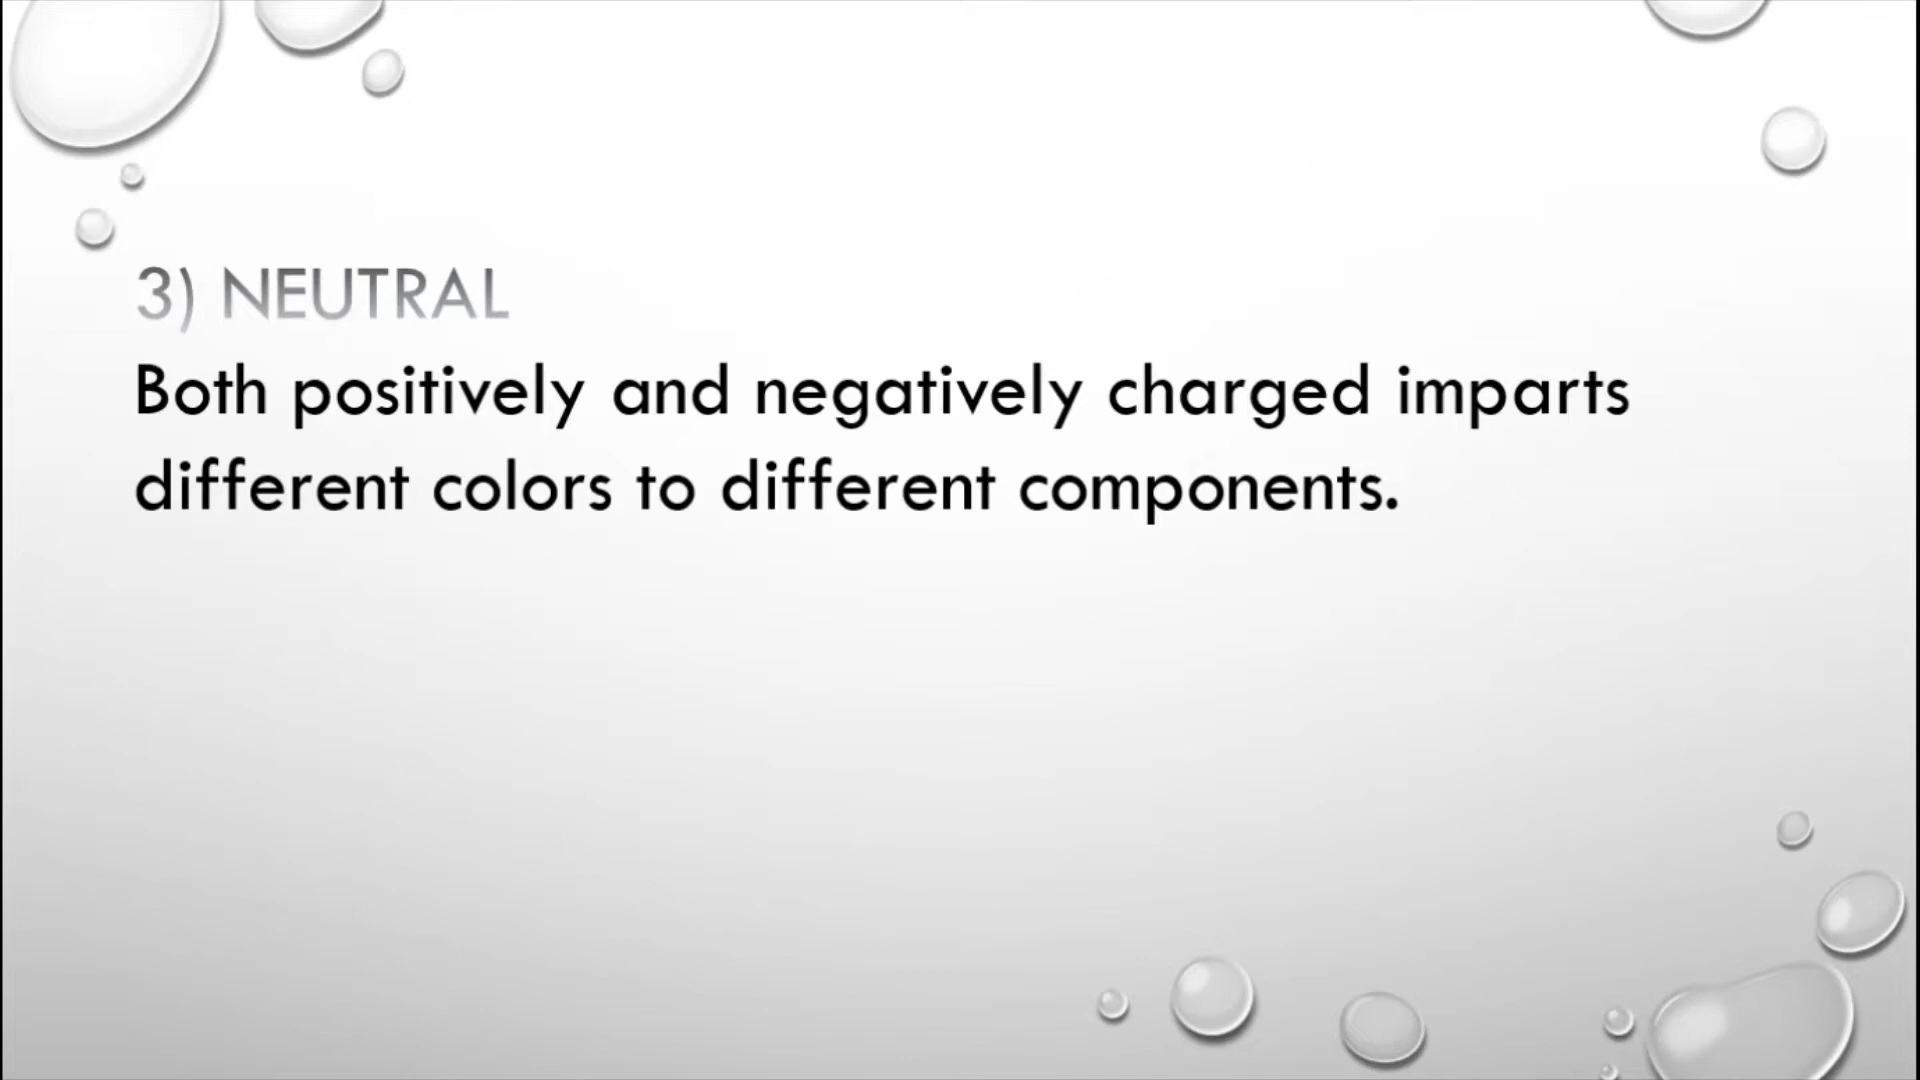 3) NEUTRAL
Both positively and negatively charged imparts
different colors to different components.